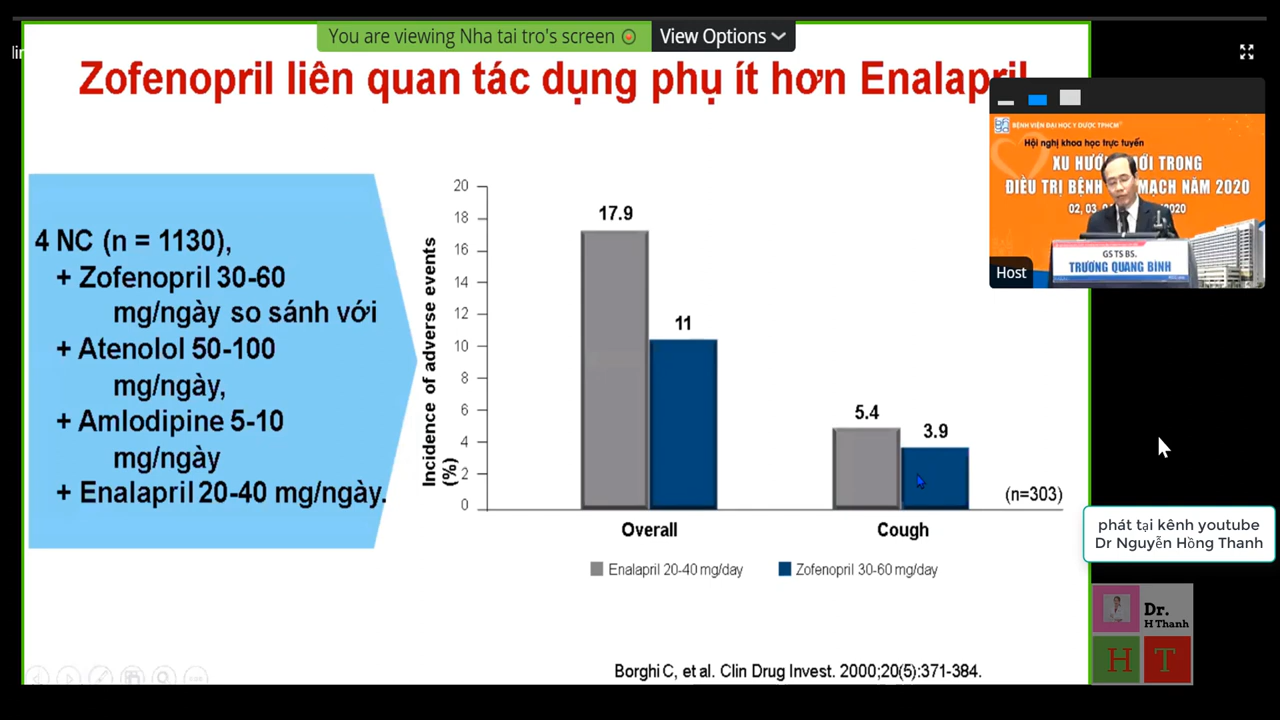 You are viewing Nha tai tro's screen
View Options
Zofenopril liên quan tác dụng phụ ít hơn Enalapril
4 NC (n = 1130),
+ Zofenopril 30-60
mg/ngày so sánh với
+ Atenolol 50-100
mg/ngày,
+ Amlodipine 5-10
mg/ngày
+ Enalapril 20-40 mg/ngày.
Incidence of adverse events
(%)
20
18
16
14
12
10
8
6
4
2
0
17.9
11
5.4
3.9
(n=303)
Overall
Cough
Enalapril 20-40 mg/day
Zofenopril 30-60 mg/day
Borghi C, et al. Clin Drug Invest. 2000;20(5):371-384.
BỆNH VIỆN ĐẠI HỌC Y DƯỢC TPHCM
Hội nghị khoa học trực tuyến
XU HƯỚNG MỚI TRONG
ĐIỀU TRỊ BỆNH MẠCH NĂM 2020
02, 03, 2020
GS TS BS.
TRƯƠNG QUANG BÌNH
Host
phát tại kênh youtube
Dr Nguyễn Hồng Thanh
Dr.
H Thanh
H T